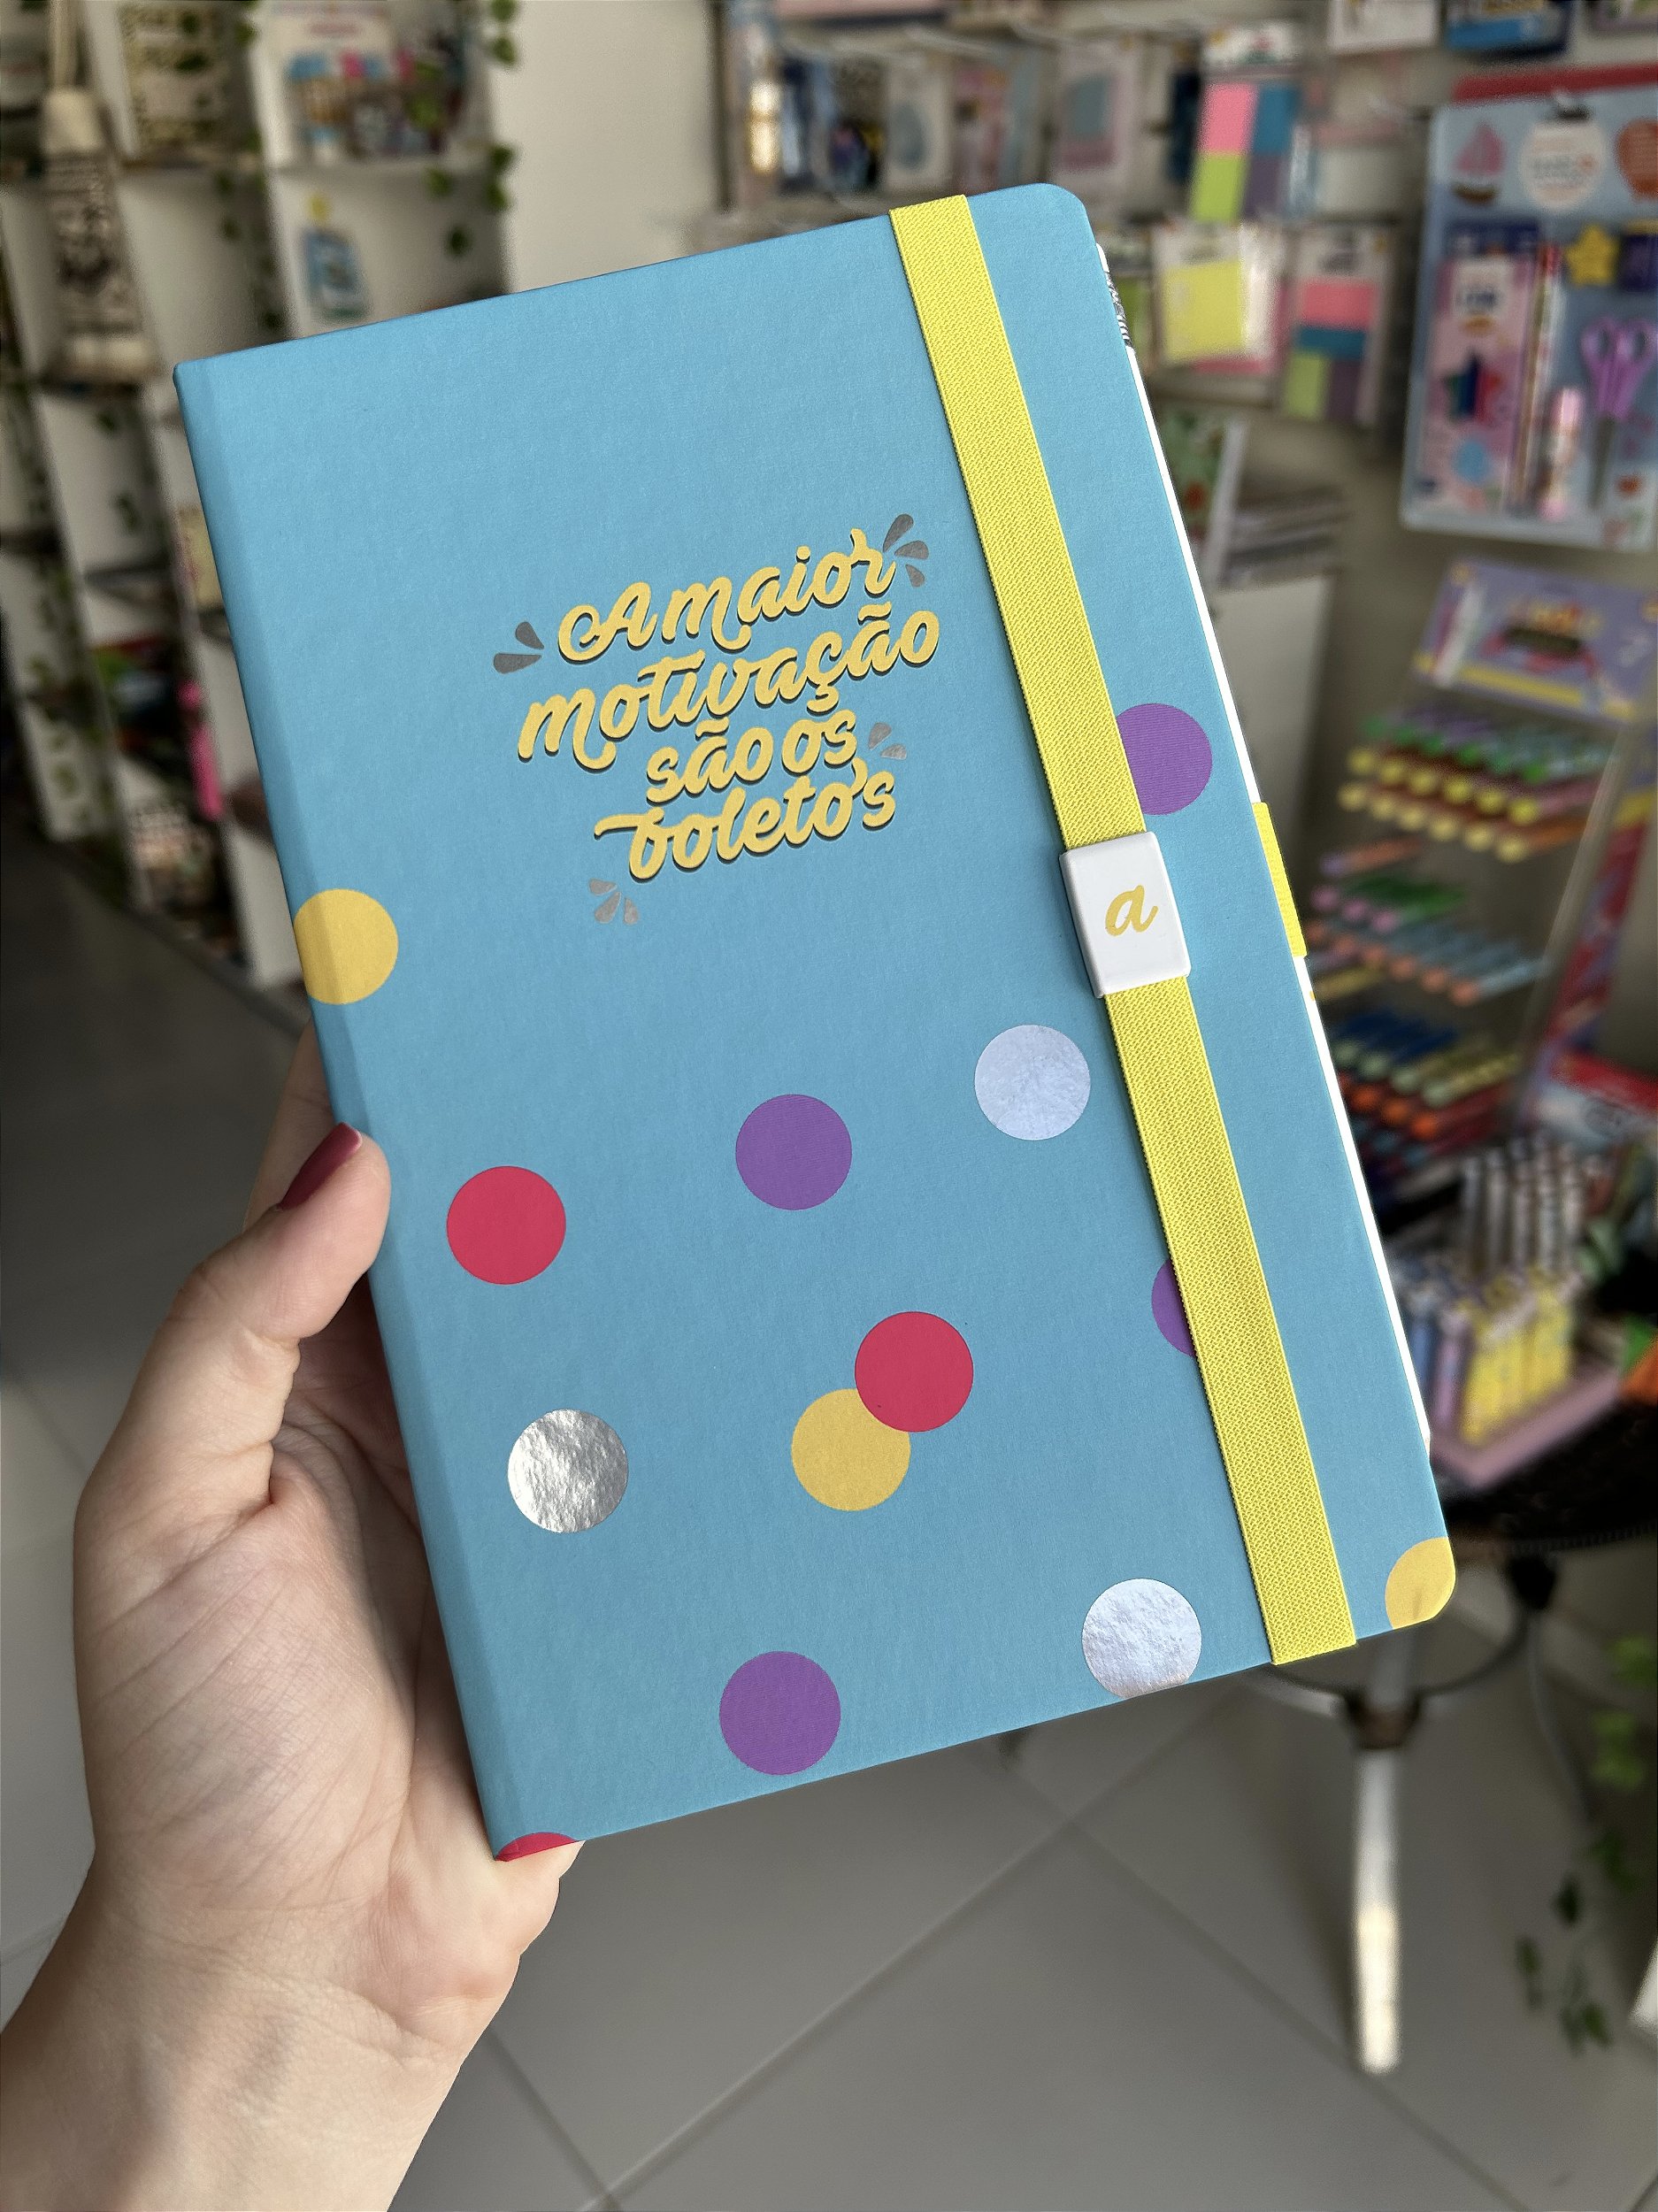 A maior
motivação
são os
boletos
a